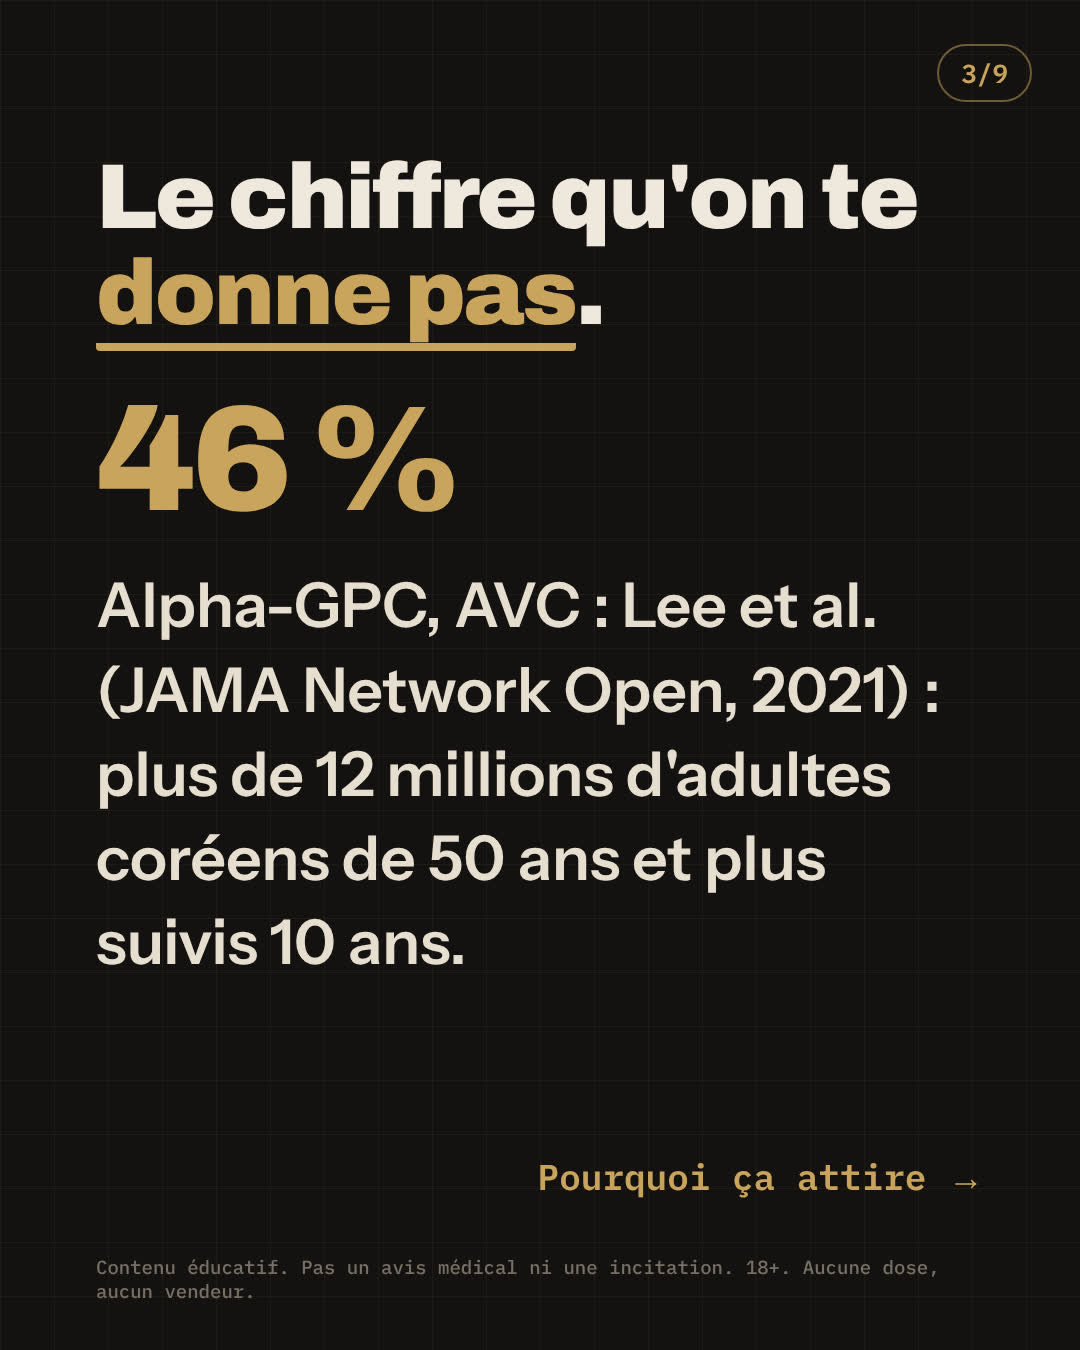 3/9
Le chiffre qu'on te
donne pas.
46 %
Alpha-GPC, AVC : Lee et al.
(JAMA Network Open, 2021) :
plus de 12 millions d'adultes
coréens de 50 ans et plus
suivis 10 ans.
Pourquoi ça attire →
Contenu éducatif. Pas un avis médical ni une incitation. 18+. Aucune dose,
aucun vendeur.